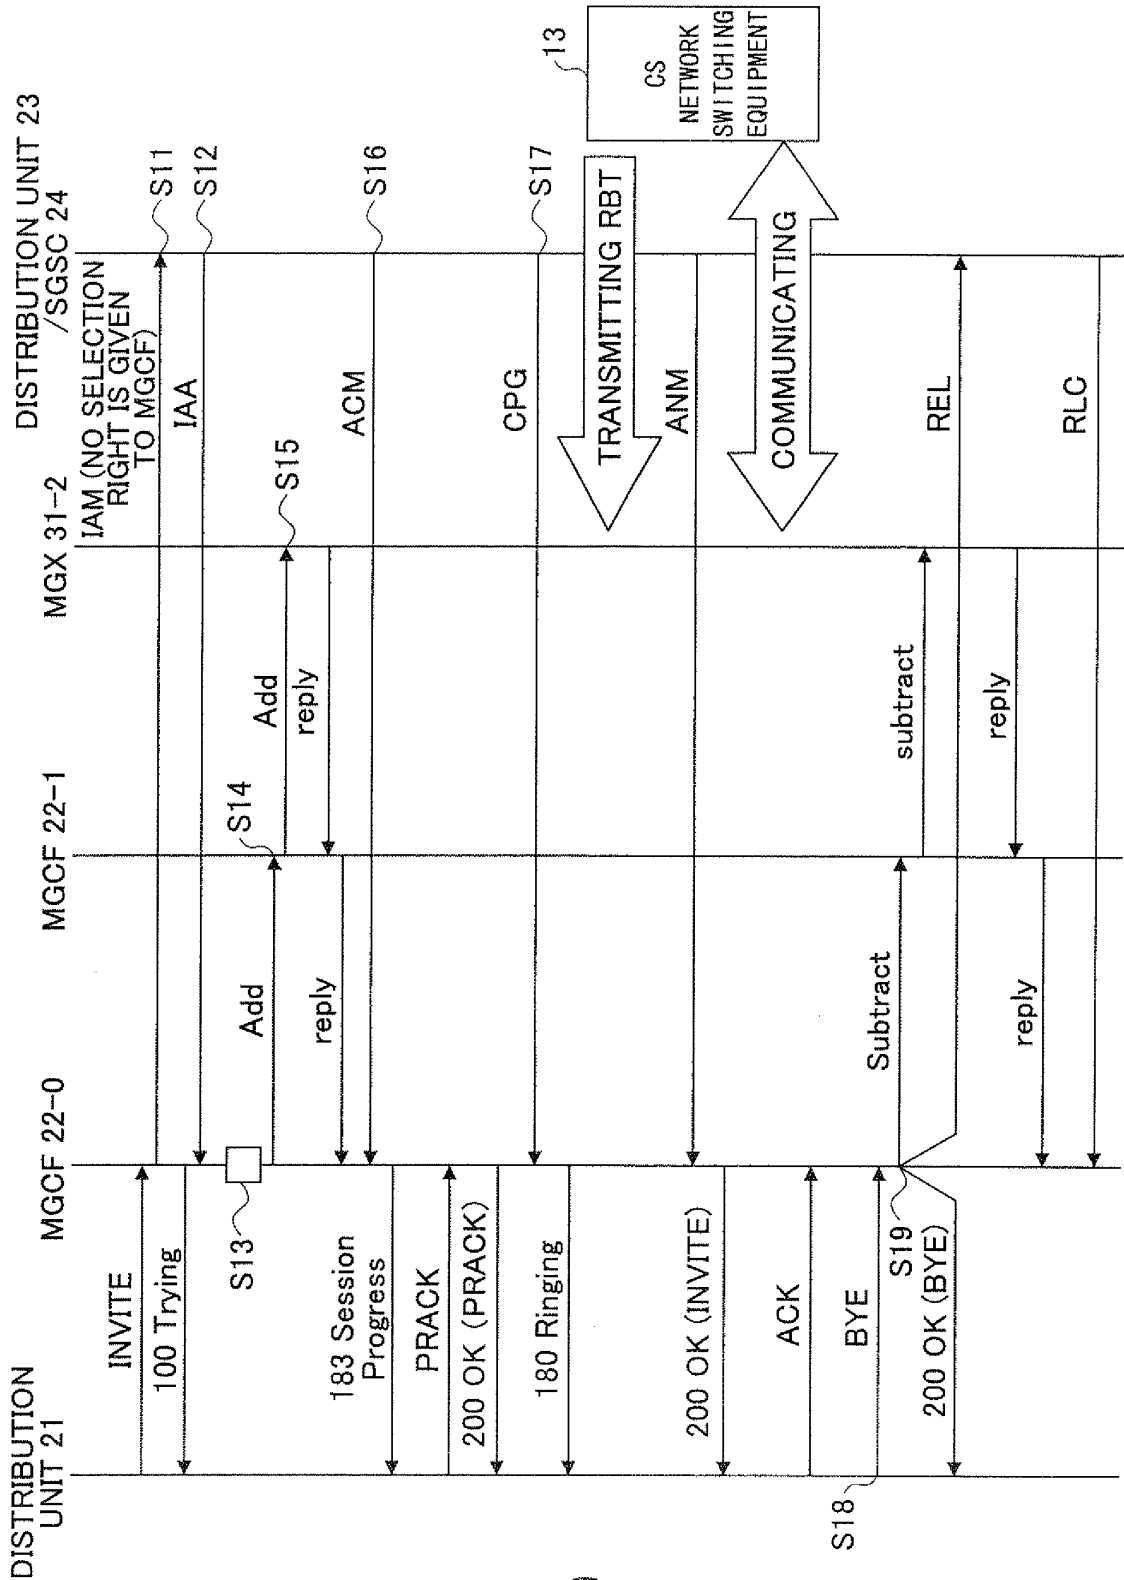 DISTRIBUTION
UNIT 21
MGCF 22-0
MGCF 22-1
MGX 31-2
DISTRIBUTION UNIT 23
/SGSC 24
INVITE
IAM (NO SELECTION
RIGHT IS GIVEN
TO MGCF)
S11
100 Trying
IAA
S12
S13
Add
S14
Add
S15
reply
reply
ACM
S16
183 Session
Progress
PRACK
200 OK (PRACK)
CPG
S17
180 Ringing
TRANSMITTING RBT
13
CS
NETWORK
SWITCHING
EQUIPMENT
ANM
200 OK (INVITE)
COMMUNICATING
ACK
BYE
S18
Subtract
S19
subtract
200 OK (BYE)
REL
reply
reply
RLC